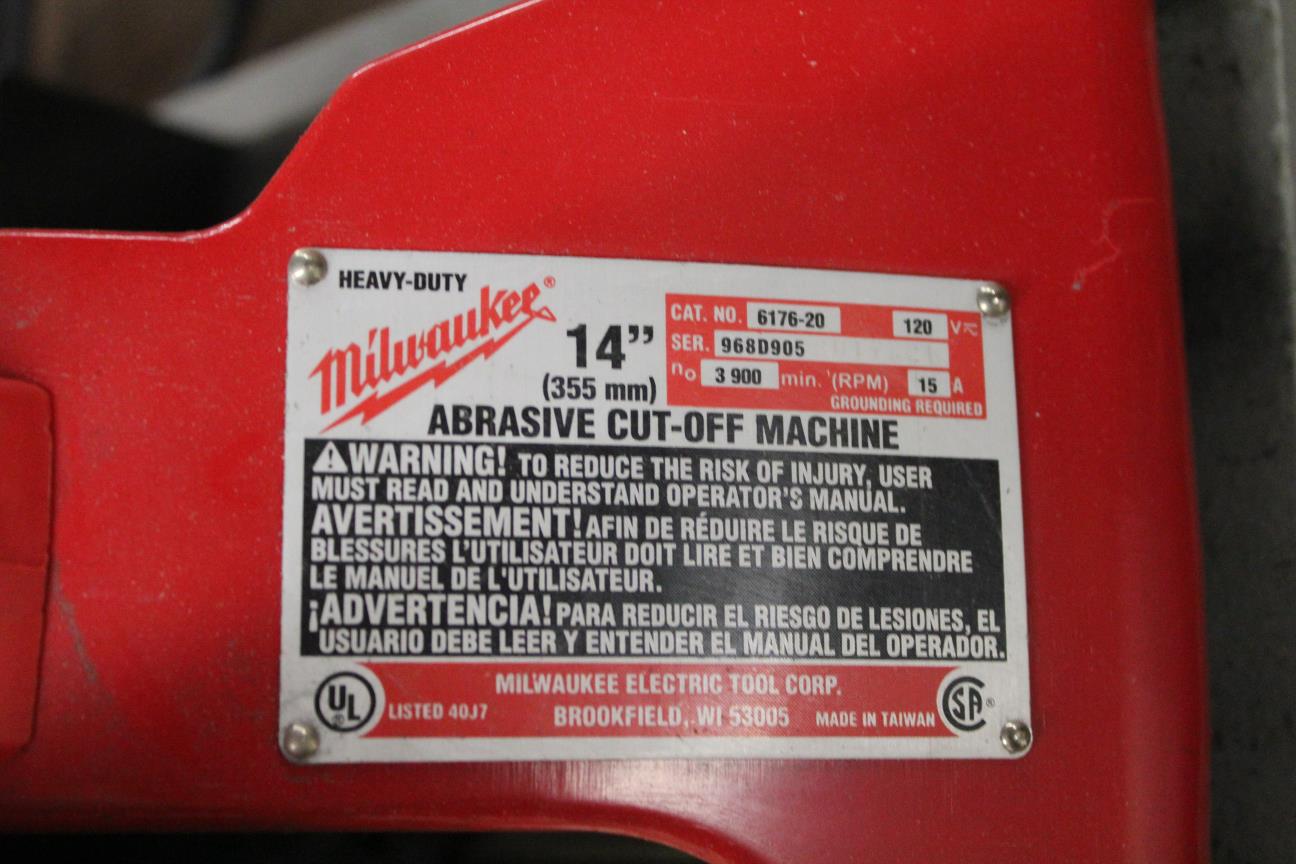 HEAVY-DUTY
Milwaukee®
14”
(355 mm)
CAT. NO. 6176-20 120 V
SER. 968D905
no 3 900 min. (RPM) 15 A
GROUNDING REQUIRED
ABRASIVE CUT-OFF MACHINE
WARNING! TO REDUCE THE RISK OF INJURY, USER
MUST READ AND UNDERSTAND OPERATOR'S MANUAL.
AVERTISSEMENT! AFIN DE RÉDUIRE LE RISQUE DE
BLESSURES L'UTILISATEUR DOIT LIRE ET BIEN COMPRENDRE
LE MANUEL DE L'UTILISATEUR.
¡ADVERTENCIA! PARA REDUCIR EL RIESGO DE LESIONES, EL
USUARIO DEBE LEER Y ENTENDER EL MANUAL DEL OPERADOR.
UL® LISTED 40J7
MILWAUKEE ELECTRIC TOOL CORP.
BROOKFIELD, WI 53005 MADE IN TAIWAN
CSA®